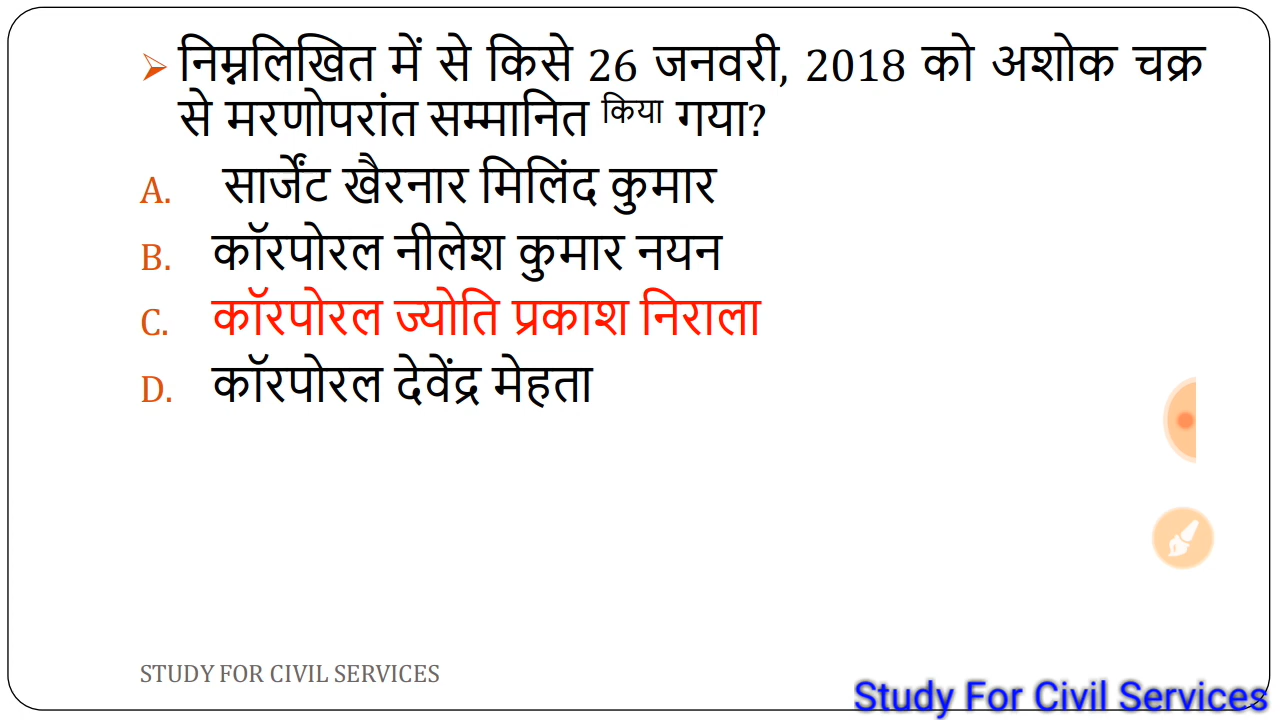 ➢ निम्नलिखित में से किसे 26 जनवरी, 2018 को अशोक चक्र
से मरणोपरांत सम्मानित किया गया?
A. सार्जेंट खैरनार मिलिंद कुमार
B. कॉरपोरल नीलेश कुमार नयन
C. कॉरपोरल ज्योति प्रकाश निराला
D. कॉरपोरल देवेंद्र मेहता
STUDY FOR CIVIL SERVICES
Study For Civil Services